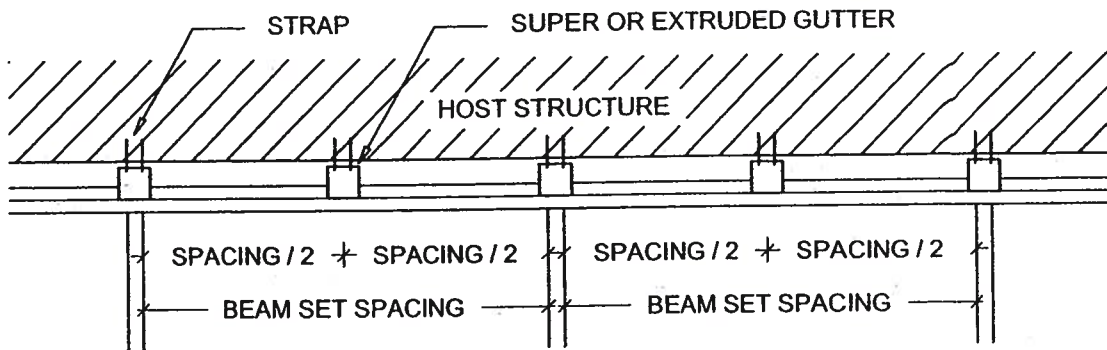 STRAP
SUPER OR EXTRUDED GUTTER
HOST STRUCTURE
SPACING / 2
SPACING / 2
SPACING / 2
SPACING / 2
BEAM SET SPACING
BEAM SET SPACING